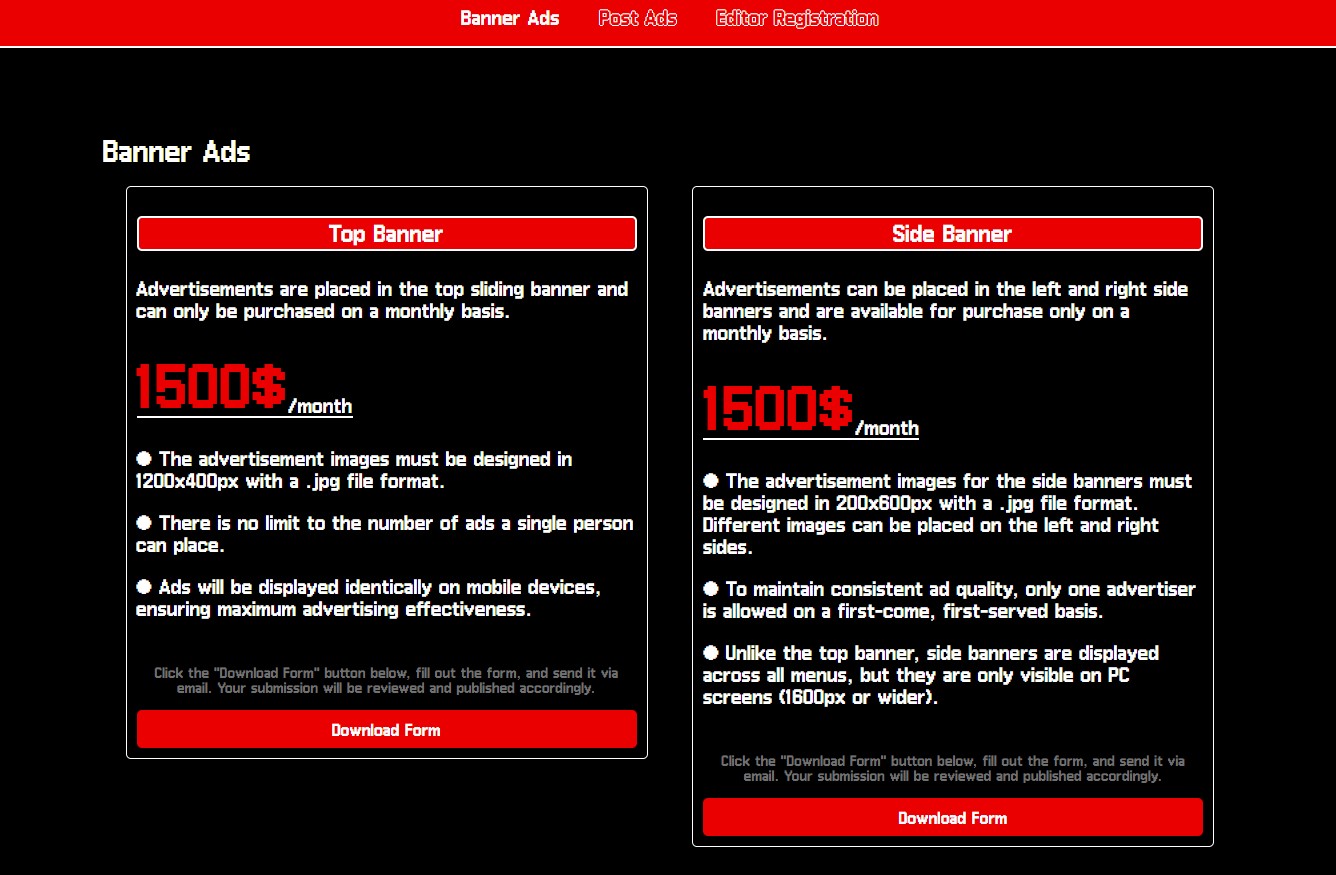 Banner Ads Post Ads Editor Registration
Banner Ads
Top Banner
Advertisements are placed in the top sliding banner and
can only be purchased on a monthly basis.
1500$/month
● The advertisement images must be designed in
1200x400px with a .jpg file format.
● There is no limit to the number of ads a single person
can place.
● Ads will be displayed identically on mobile devices,
ensuring maximum advertising effectiveness.
Click the "Download Form" button below, fill out the form, and send it via
email. Your submission will be reviewed and published accordingly.
Download Form
Side Banner
Advertisements can be placed in the left and right side
banners and are available for purchase only on a
monthly basis.
1500$/month
● The advertisement images for the side banners must
be designed in 200x600px with a .jpg file format.
Different images can be placed on the left and right
sides.
● To maintain consistent ad quality, only one advertiser
is allowed on a first-come, first-served basis.
● Unlike the top banner, side banners are displayed
across all menus, but they are only visible on PC
screens (1600px or wider).
Click the "Download Form" button below, fill out the form, and send it via
email. Your submission will be reviewed and published accordingly.
Download Form